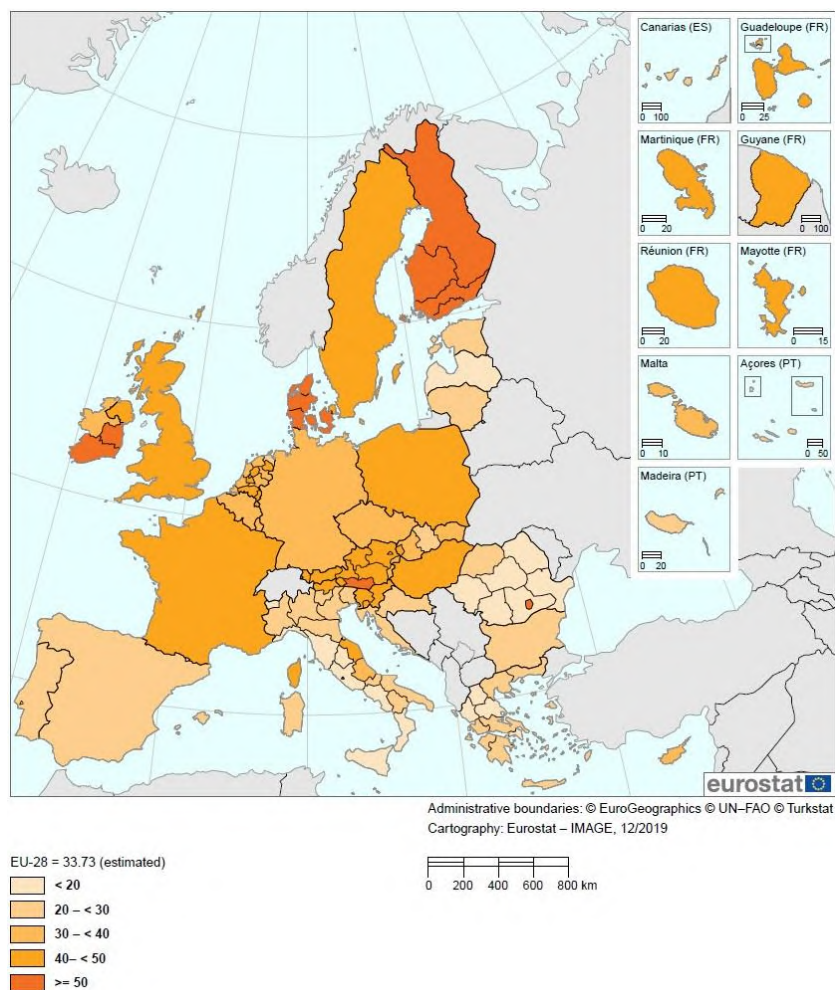 Canarias (ES)
0 100
Guadeloupe (FR)
0 25
Martinique (FR)
0 20
Guyane (FR)
0 100
Réunion (FR)
0 20
Mayotte (FR)
0 15
Malta
0 10
Açores (PT)
0 50
Madeira (PT)
0 20
eurostat
Administrative boundaries: © EuroGeographics © UN–FAO © Turkstat
Cartography: Eurostat – IMAGE, 12/2019
0 200 400 600 800 km
EU-28 = 33.73 (estimated)
< 20
20 – < 30
30 – < 40
40– < 50
>= 50